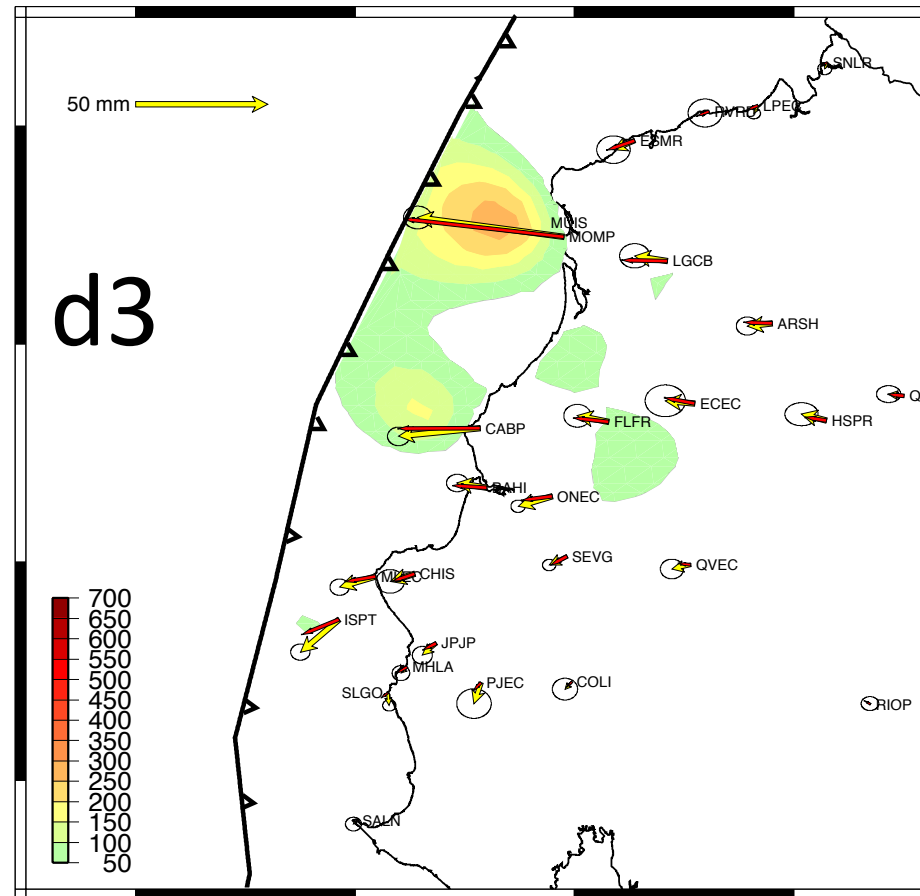 SNLR
50 mm
LPEC
RVRD
ESMR
MUIS
MOMP
LGCB
d3
ARSH
Q
ECEC
FLFR
HSPR
CABP
BAHI
ONEC
SEVG
QVEC
CHIS
ISPT
JPJP
MHLA
PJEC
COLI
SLGO
RIOP
SALN
700
650
600
550
500
450
400
350
300
250
200
150
100
50